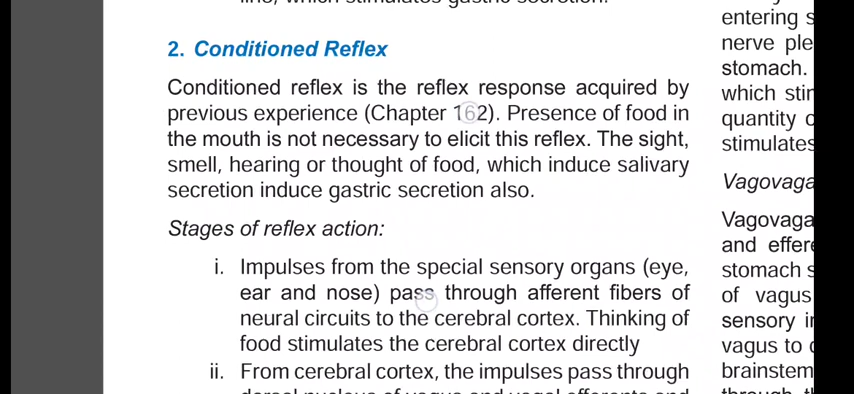 2. Conditioned Reflex
Conditioned reflex is the reflex response acquired by
previous experience (Chapter 162). Presence of food in
the mouth is not necessary to elicit this reflex. The sight,
smell, hearing or thought of food, which induce salivary
secretion induce gastric secretion also.
Stages of reflex action:
i. Impulses from the special sensory organs (eye,
ear and nose) pass through afferent fibers of
neural circuits to the cerebral cortex. Thinking of
food stimulates the cerebral cortex directly
ii. From cerebral cortex, the impulses pass through
entering
nerve
stomach.
which
quantity
stimulates
and
stomach
of vagus
sensory
vagus to
brainstem